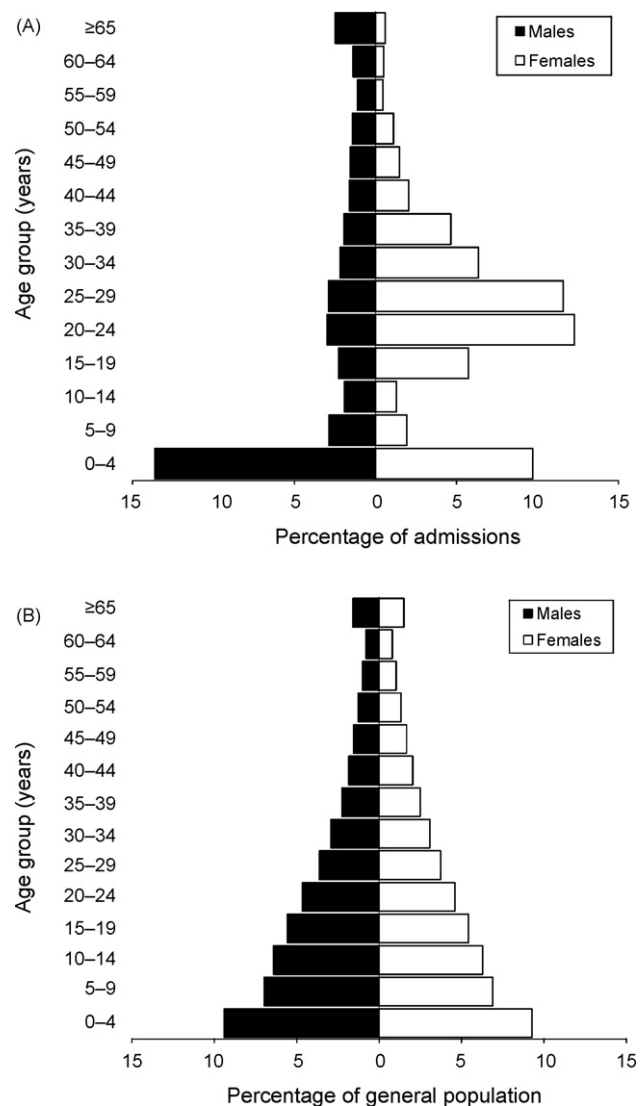 (A)
Males
Females
Age group (years)
≥65
60–64
55–59
50–54
45–49
40–44
35–39
30–34
25–29
20–24
15–19
10–14
5–9
0–4
15 10 5 0 5 10 15
Percentage of admissions
(B)
Males
Females
Age group (years)
≥65
60–64
55–59
50–54
45–49
40–44
35–39
30–34
25–29
20–24
15–19
10–14
5–9
0–4
10 5 0 5 10 15
Percentage of general population